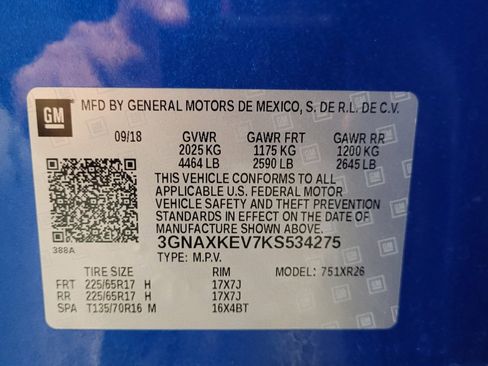 GM
MFD BY GENERAL MOTORS DE MEXICO, S. DE R.L. DE C.V.
09/18 GVWR GAWR FRT GAWR RR
2025 KG 1175 KG 1200 KG
4464 LB 2590 LB 2645 LB
THIS VEHICLE CONFORMS TO ALL
APPLICABLE U.S. FEDERAL MOTOR
VEHICLE SAFETY AND THEFT PREVENTION
STANDARDS IN EFFECT ON THE DATE OF
MANUFACTURE SHOWN ABOVE.
388A
3GNAXKEV7KS534275
TYPE: M.P.V. MODEL: 751XR26
TIRE SIZE RIM
FRT 225/65R17 H 17X7J
RR 225/65R17 H 17X7J
SPA T135/70R16 M 16X4BT